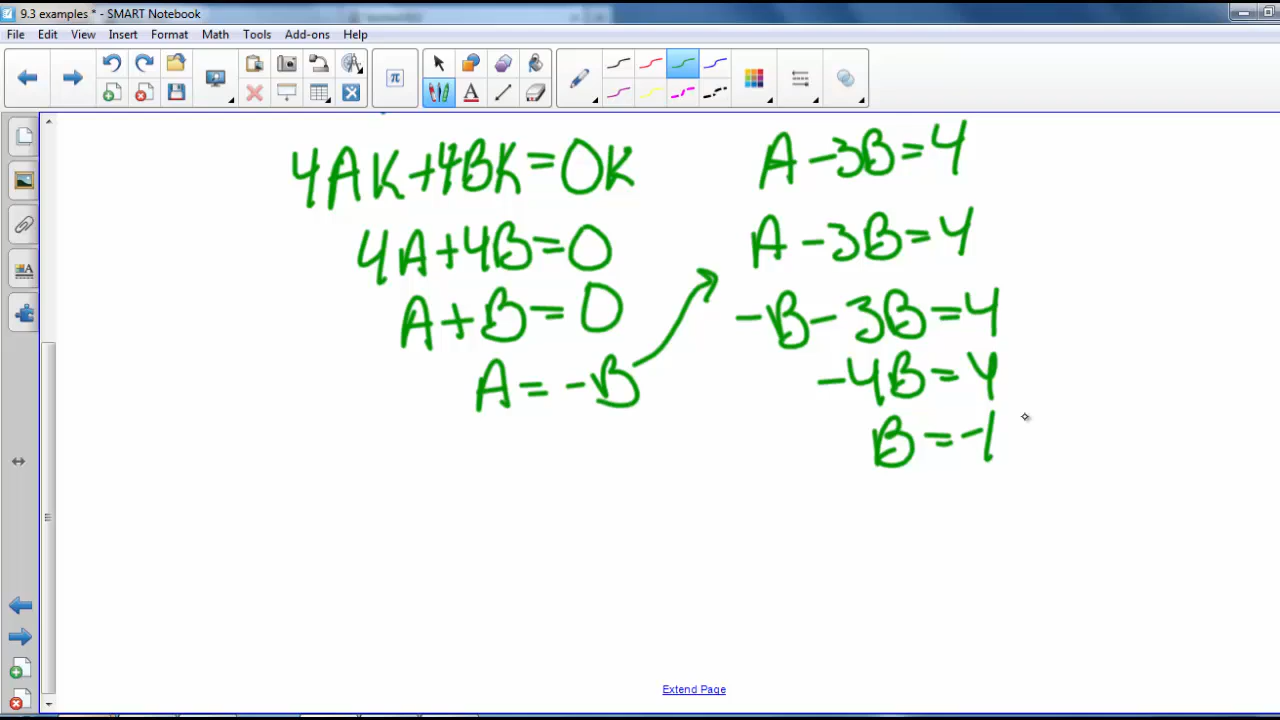 9.3 examples * - SMART Notebook
File Edit View Insert Format Math Tools Add-ons Help
4AK+4BK=0K
4A+4B=0
A+B=0
A=-B
A-3B=4
A-3B=4
-B-3B=4
-4B=4
B=-1
Extend Page